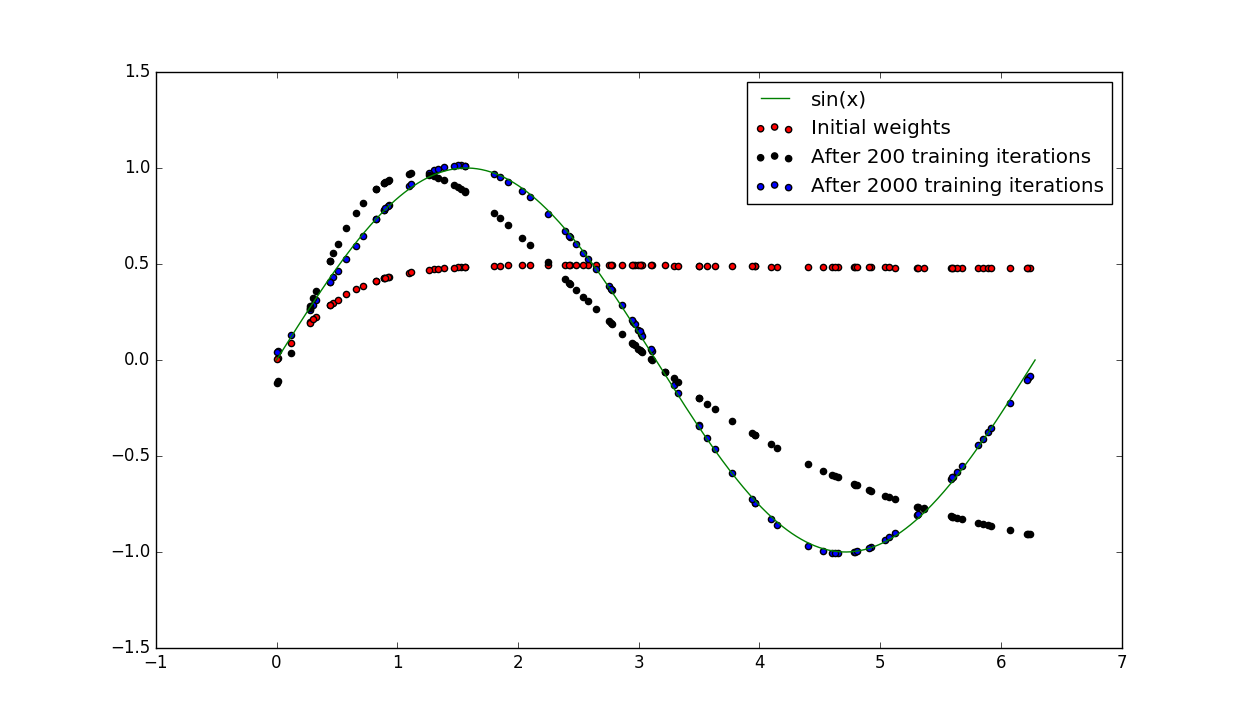 1.5
sin(x)
Initial weights
After 200 training iterations
After 2000 training iterations
1.0
0.5
0.0
−0.5
−1.0
−1.5
−1 0 1 2 3 4 5 6 7